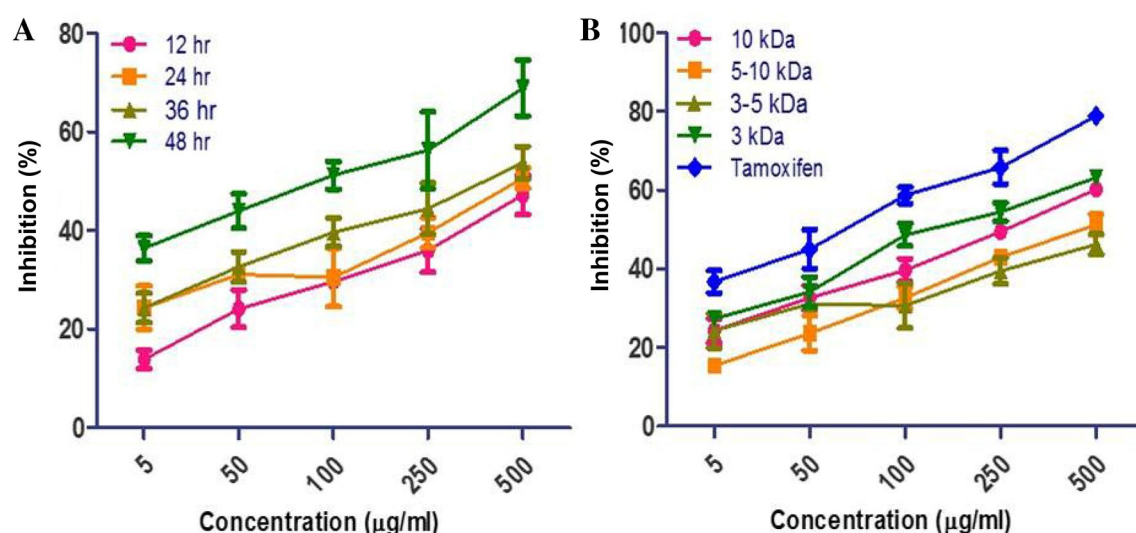 A
80
60
40
20
0
Inhibition (%)
12 hr
24 hr
36 hr
48 hr
5
50
100
250
500
Concentration (µg/ml)
B
100
80
60
40
20
0
Inhibition (%)
10 kDa
5-10 kDa
3-5 kDa
3 kDa
Tamoxifen
5
50
100
250
500
Concentration (µg/ml)